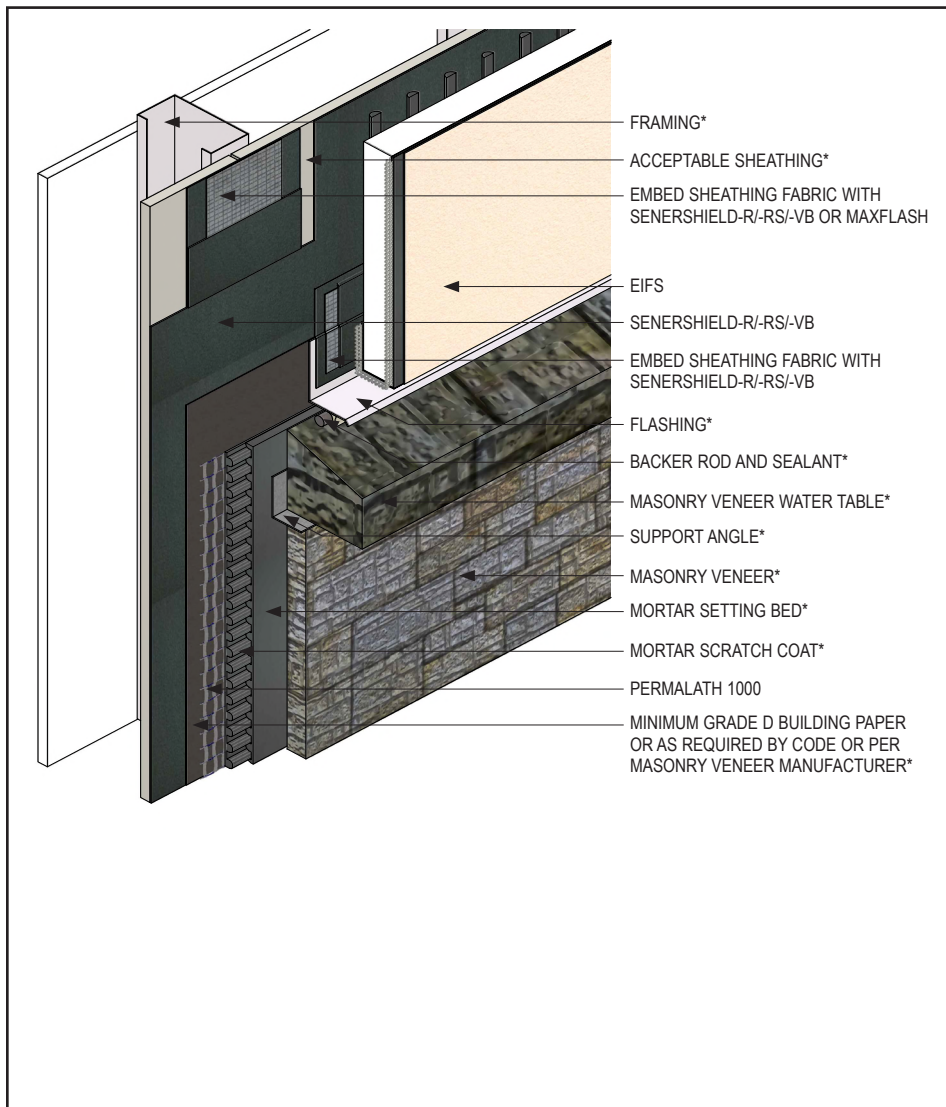 FRAMING*
ACCEPTABLE SHEATHING*
EMBED SHEATHING FABRIC WITH
SENERSHIELD-R/-RS/-VB OR MAXFLASH
EIFS
SENERSHIELD-R/-RS/-VB
EMBED SHEATHING FABRIC WITH
SENERSHIELD-R/-RS/-VB
FLASHING*
BACKER ROD AND SEALANT*
MASONRY VENEER WATER TABLE*
SUPPORT ANGLE*
MASONRY VENEER*
MORTAR SETTING BED*
MORTAR SCRATCH COAT*
PERMALATH 1000
MINIMUM GRADE D BUILDING PAPER
OR AS REQUIRED BY CODE OR PER
MASONRY VENEER MANUFACTURER*